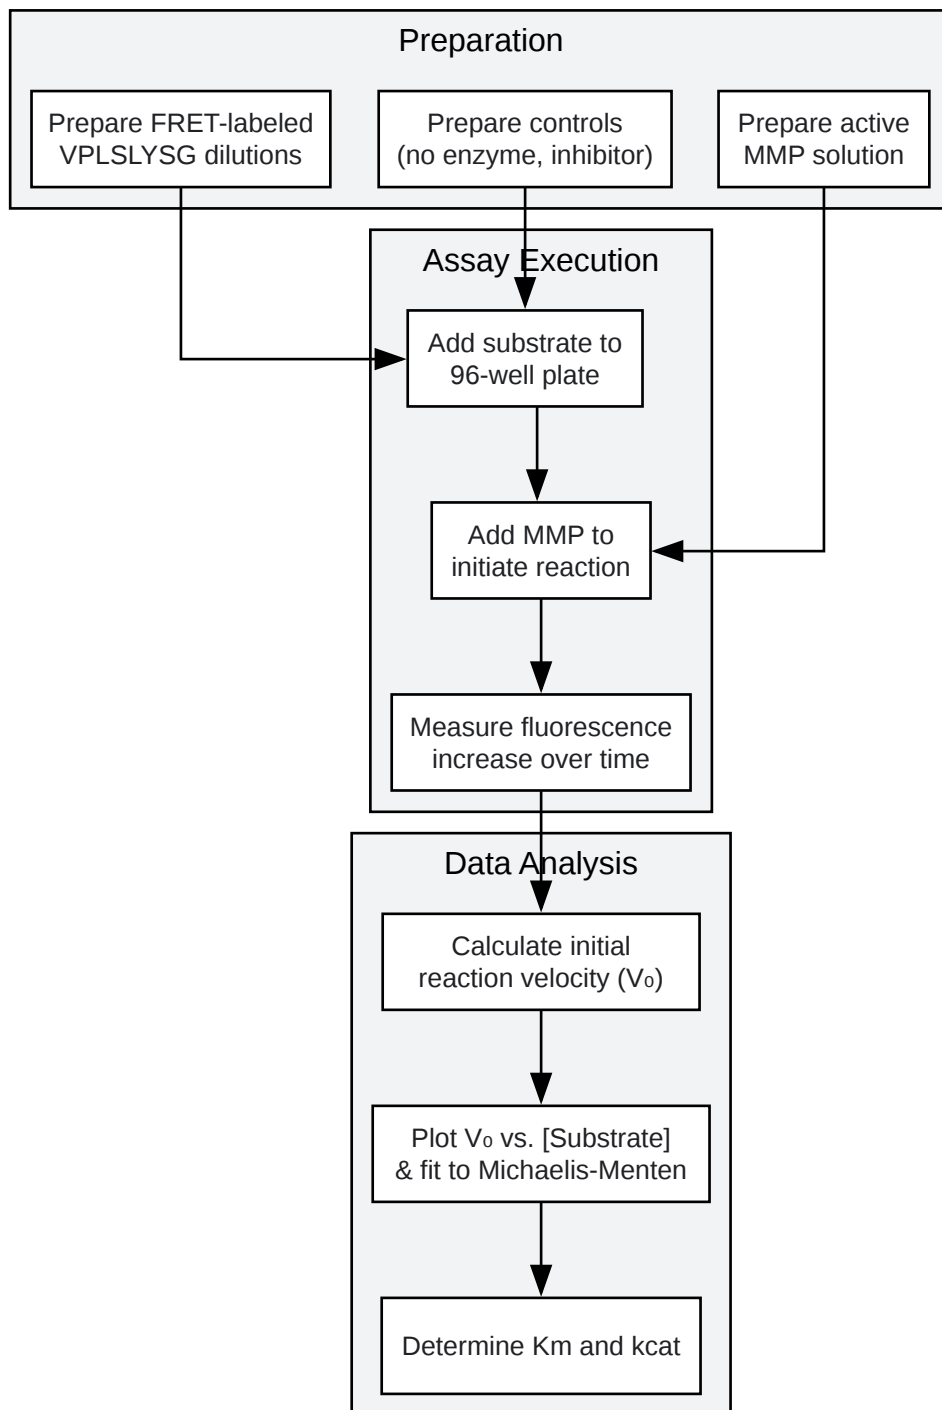 Preparation
Prepare FRET-labeled
VPLSLYSG dilutions
Prepare controls
(no enzyme, inhibitor)
Prepare active
MMP solution
Assay Execution
Add substrate to
96-well plate
Add MMP to
initiate reaction
Measure fluorescence
increase over time
Data Analysis
Calculate initial
reaction velocity (V₀)
Plot V₀ vs. [Substrate]
& fit to Michaelis-Menten
Determine Km and kcat